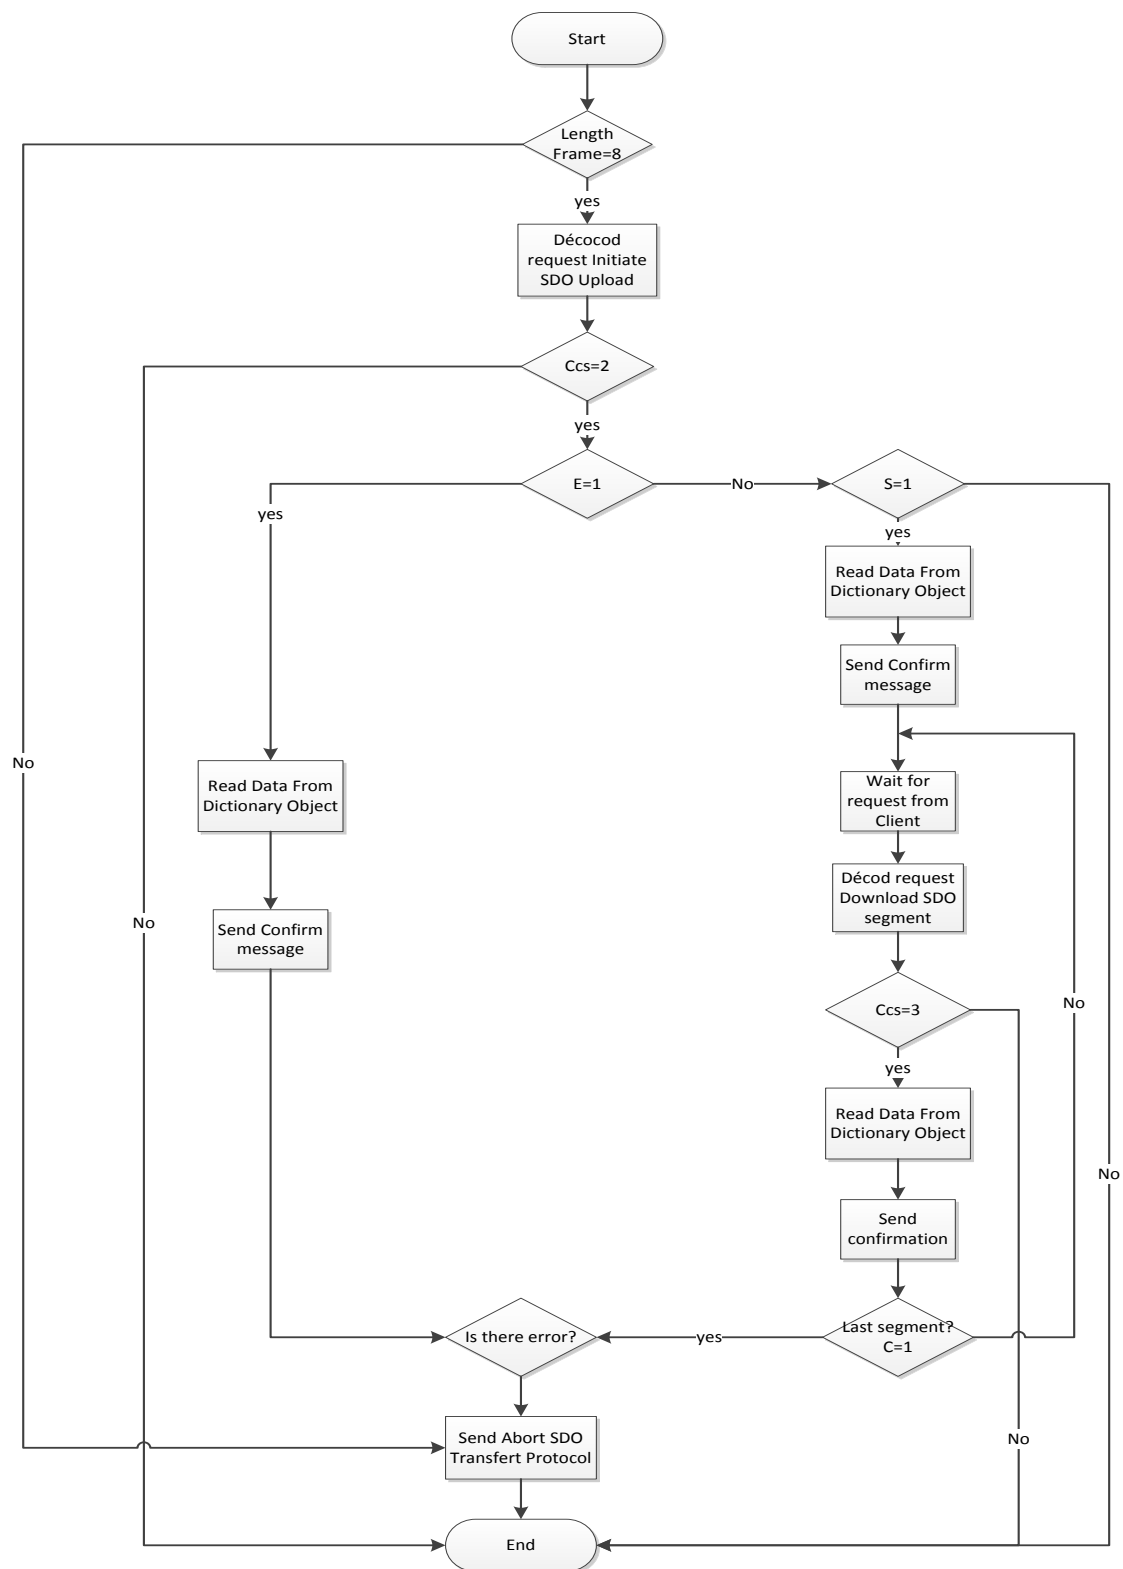 Start
Length
Frame=8
yes
Décocod
request Initiate
SDO Upload
Ccs=2
yes
E=1
No
S=1
yes
yes
Read Data From
Dictionary Object
Send Confirm
message
No
Read Data From
Dictionary Object
Wait for
request from
Client
Décod request
Download SDO
segment
No
Send Confirm
message
Ccs=3
No
yes
Read Data From
Dictionary Object
No
Send
confirmation
Is there error?
yes
Last segment?
C=1
Send Abort SDO
Transfert Protocol
No
End